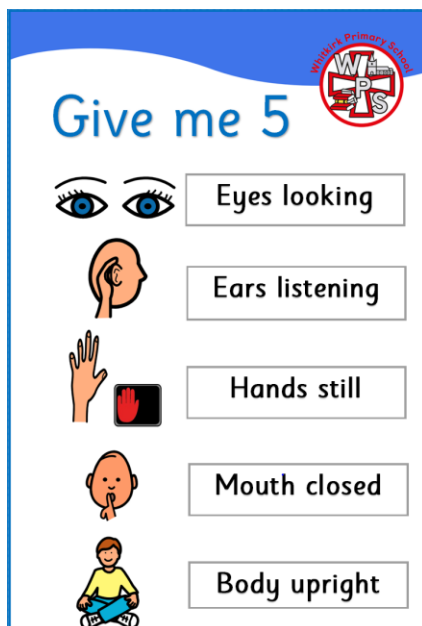 Whitkirk Primary School
W
P
S
Give me 5
Eyes looking
Ears listening
Hands still
Mouth closed
Body upright